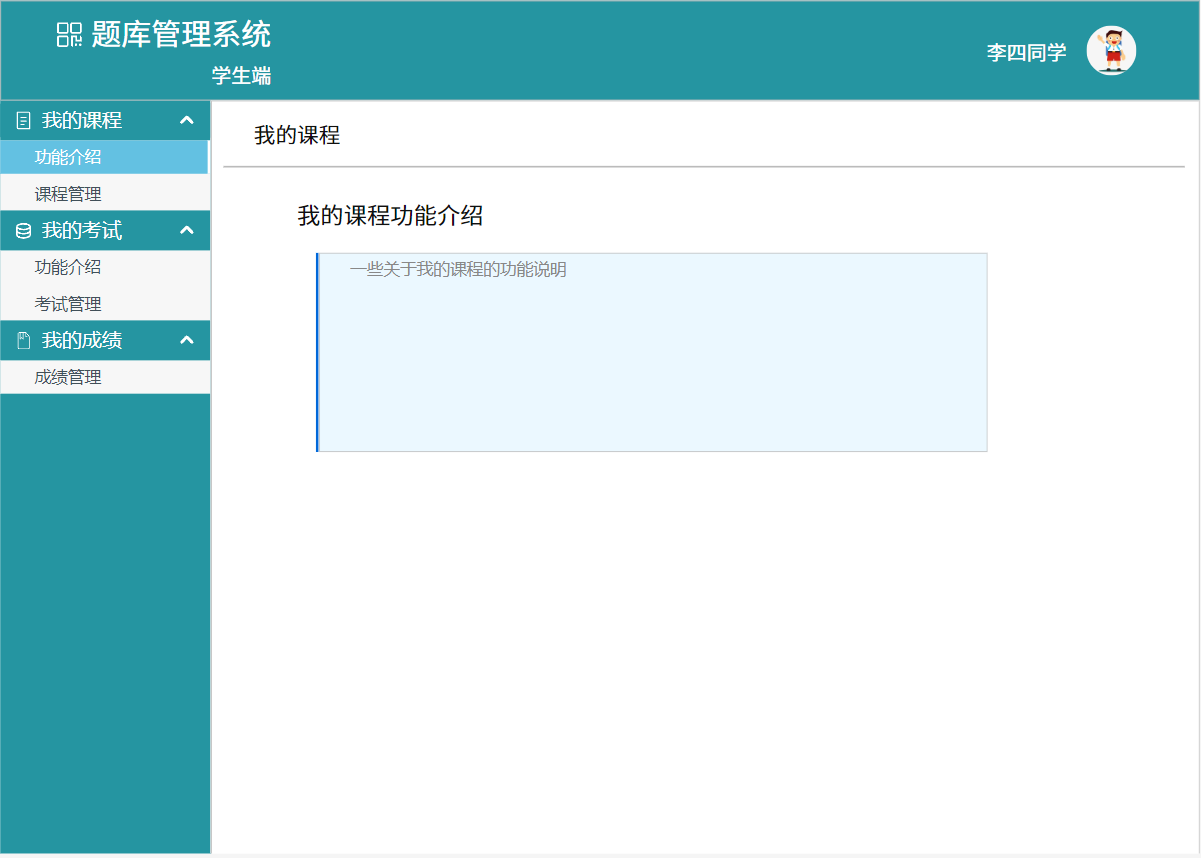 题库管理系统
学生端
李四同学
我的课程
功能介绍
课程管理
我的考试
功能介绍
考试管理
我的成绩
成绩管理
我的课程
我的课程功能介绍
一些关于我的课程的功能说明